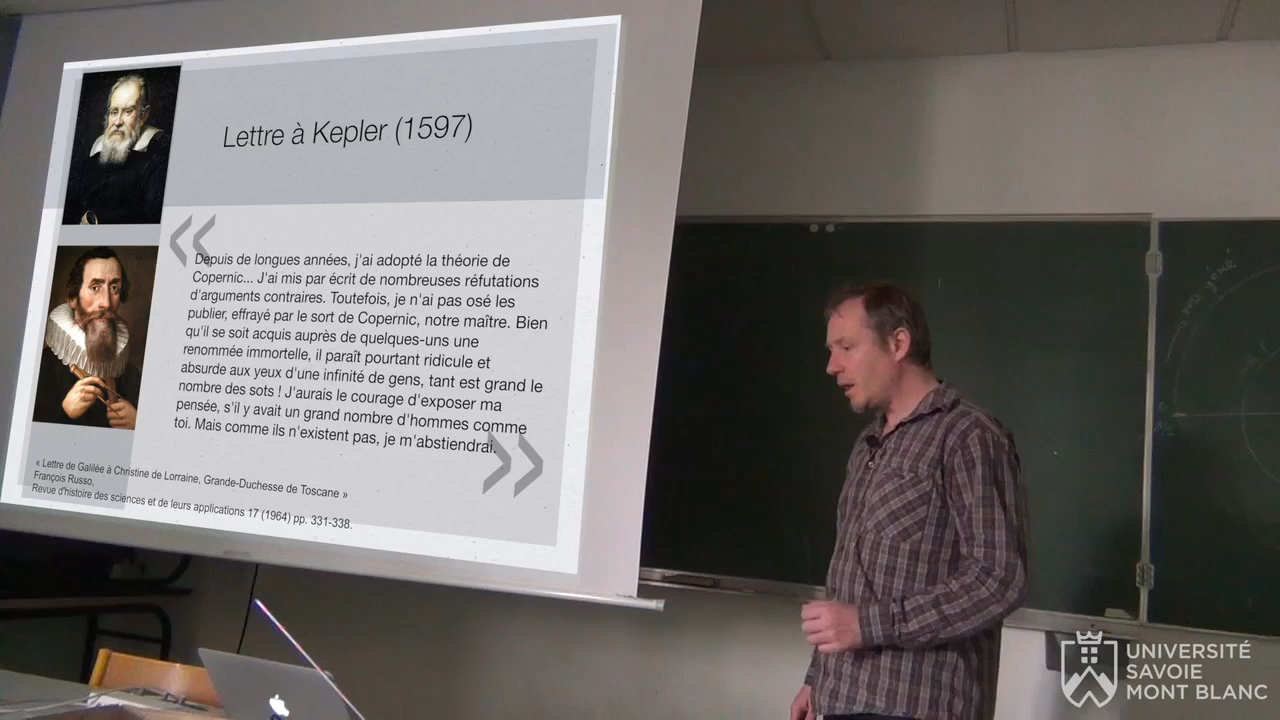 Lettre à Kepler (1597)
«
Depuis de longues années, j'ai adopté la théorie de
Copernic... J'ai mis par écrit de nombreuses réfutations
d'arguments contraires. Toutefois, je n'ai pas osé les
publier, effrayé par le sort de Copernic, notre maître. Bien
qu'il se soit acquis auprès de quelques-uns une
renommée immortelle, il paraît pourtant ridicule et
absurde aux yeux d'une infinité de gens, tant est grand le
nombre des sots ! J'aurais le courage d'exposer ma
pensée, s'il y avait un grand nombre d'hommes comme
toi. Mais comme ils n'existent pas, je m'abstiendrai.
»
« Lettre de Galilée à Christine de Lorraine, Grande-Duchesse de Toscane »
François Russo,
Revue d'histoire des sciences et de leurs applications 17 (1964) pp. 331-338.
UNIVERSITÉ
SAVOIE
MONT BLANC